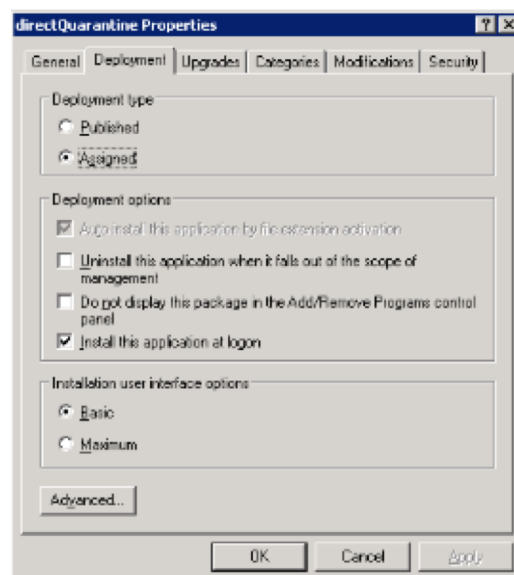 directQuarantine Properties
General Deployment Upgrades Categories Modifications Security
Deployment type
Published
Assigned
Deployment options
Auto-install this application by file extension activation
Uninstall this application when it falls out of the scope of
management
Do not display this package in the Add/Remove Programs control
panel
Install this application at logon
Installation user interface options
Basic
Maximum
Advanced...
OK Cancel Apply